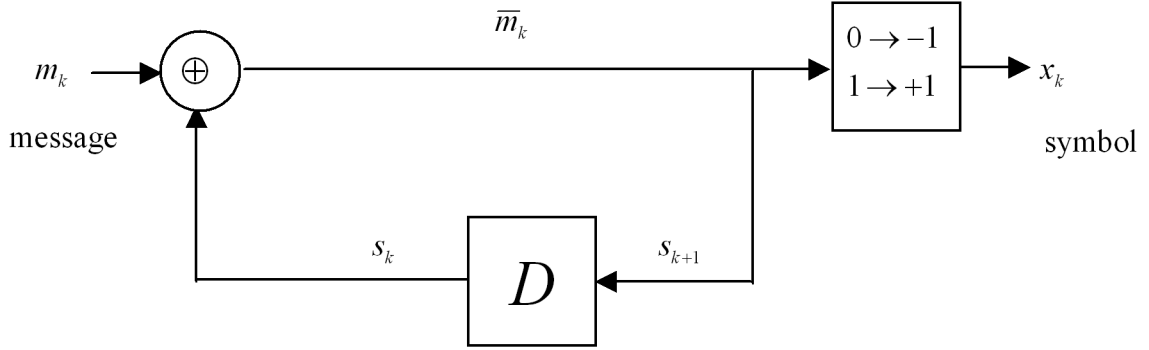 m̅ₖ
0 → −1
mₖ
⊕
1 → +1
xₖ
message
symbol
sₖ
D
sₖ₊₁